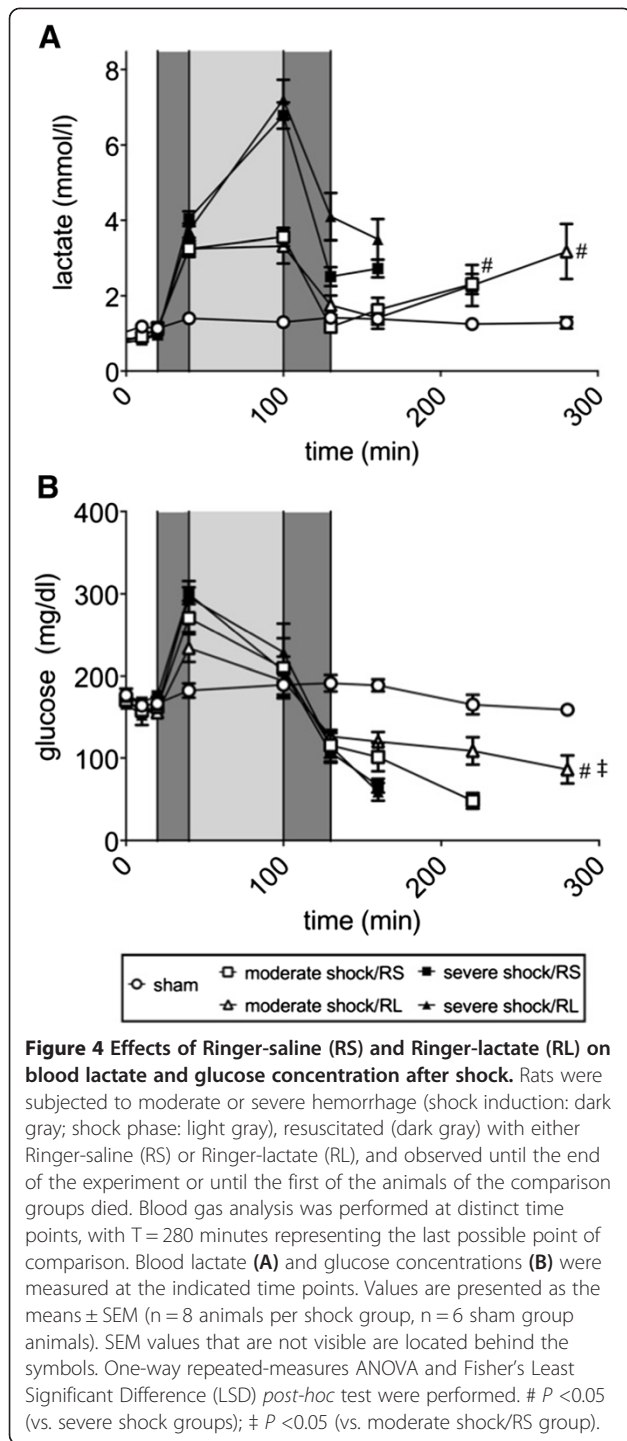 A
8
6
4
2
0
lactate (mmol/l)
#
#
0
100
200
300
time (min)
B
400
300
200
100
0
glucose (mg/dl)
# ‡
0
100
200
300
time (min)
sham
moderate shock/RS
severe shock/RS
moderate shock/RL
severe shock/RL
Figure 4 Effects of Ringer-saline (RS) and Ringer-lactate (RL) on
blood lactate and glucose concentration after shock. Rats were
subjected to moderate or severe hemorrhage (shock induction: dark
gray; shock phase: light gray), resuscitated (dark gray) with either
Ringer-saline (RS) or Ringer-lactate (RL), and observed until the end
of the experiment or until the first of the animals of the comparison
groups died. Blood gas analysis was performed at distinct time
points, with T = 280 minutes representing the last possible point of
comparison. Blood lactate (A) and glucose concentrations (B) were
measured at the indicated time points. Values are presented as the
means ± SEM (n = 8 animals per shock group, n = 6 sham group
animals). SEM values that are not visible are located behind the
symbols. One-way repeated-measures ANOVA and Fisher's Least
Significant Difference (LSD) post-hoc test were performed. # P <0.05
(vs. severe shock groups); ‡ P <0.05 (vs. moderate shock/RS group).